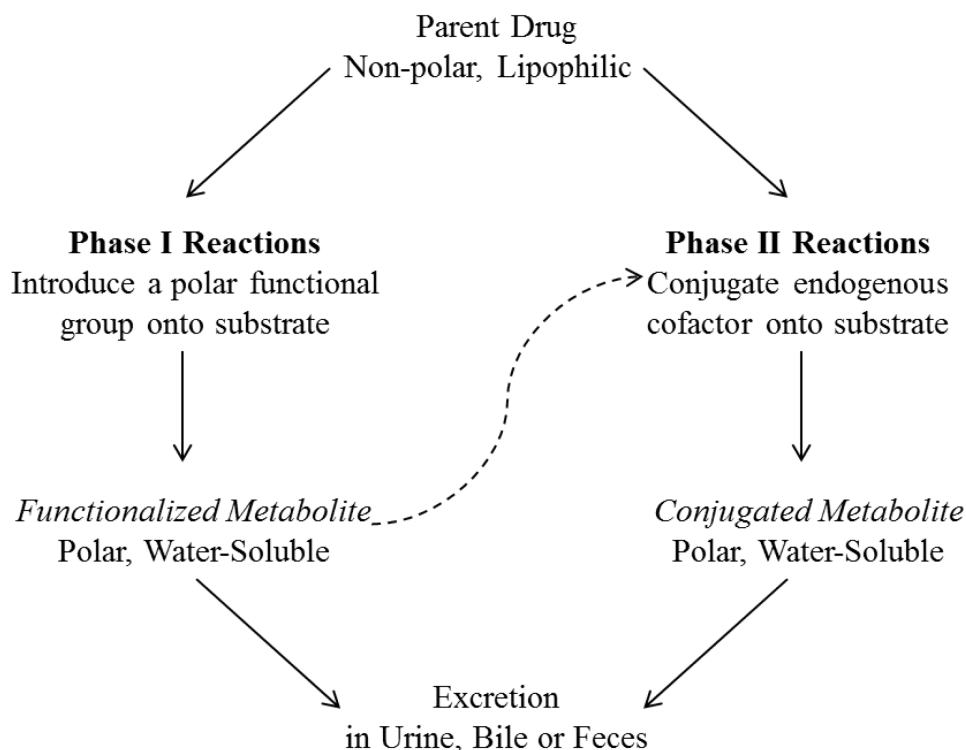 Parent Drug
Non-polar, Lipophilic
Phase I Reactions
Introduce a polar functional
group onto substrate
Phase II Reactions
Conjugate endogenous
cofactor onto substrate
Functionalized Metabolite
Polar, Water-Soluble
Conjugated Metabolite
Polar, Water-Soluble
Excretion
in Urine, Bile or Feces